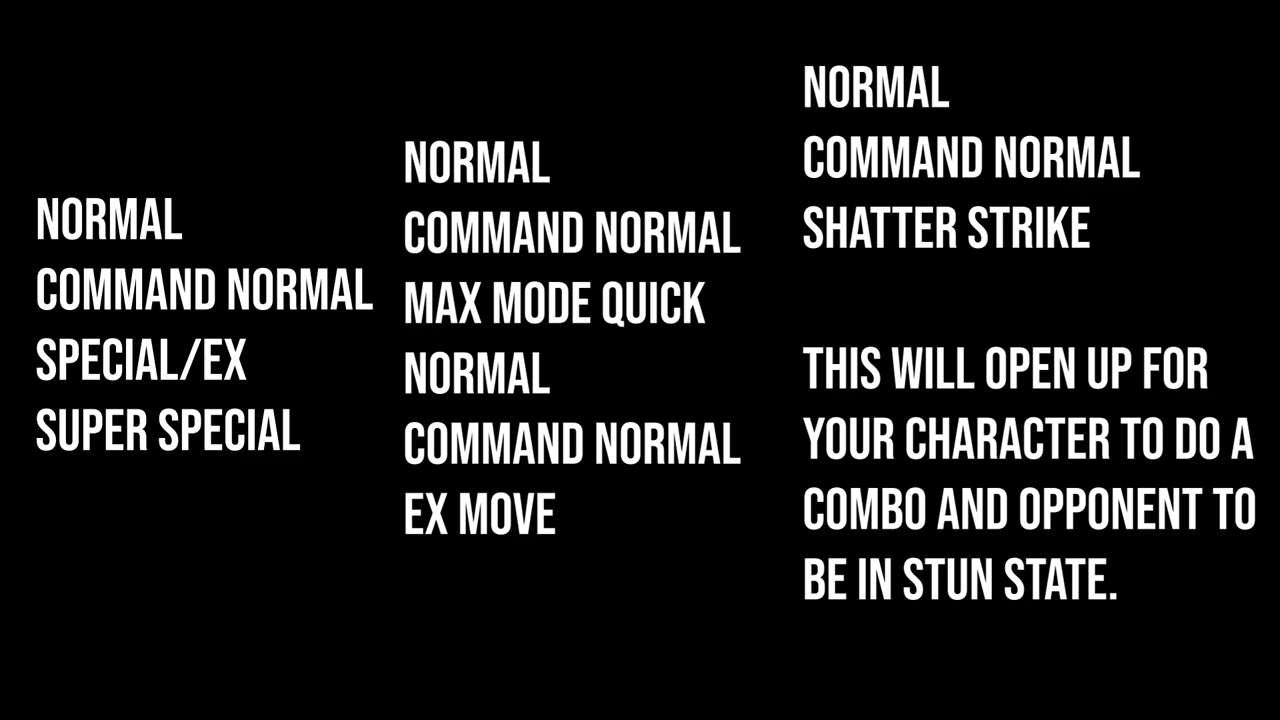 NORMAL
COMMAND NORMAL
SPECIAL/EX
SUPER SPECIAL
NORMAL
COMMAND NORMAL
MAX MODE QUICK
NORMAL
COMMAND NORMAL
EX MOVE
NORMAL
COMMAND NORMAL
SHATTER STRIKE
THIS WILL OPEN UP FOR
YOUR CHARACTER TO DO A
COMBO AND OPPONENT TO
BE IN STUN STATE.